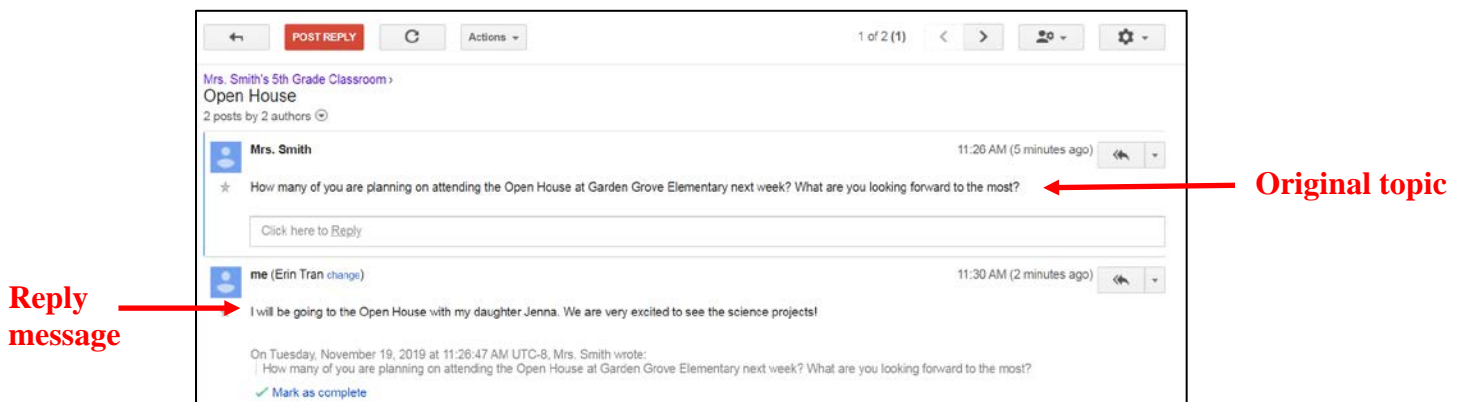 POST REPLY
Actions
1 of 2 (1)
Mrs. Smith's 5th Grade Classroom ›
Open House
2 posts by 2 authors
Mrs. Smith
11:26 AM (5 minutes ago)
How many of you are planning on attending the Open House at Garden Grove Elementary next week? What are you looking forward to the most?
Original topic
Click here to Reply
me (Erin Tran change)
11:30 AM (2 minutes ago)
Reply
message
I will be going to the Open House with my daughter Jenna. We are very excited to see the science projects!
On Tuesday, November 19, 2019 at 11:26:47 AM UTC-8, Mrs. Smith wrote:
How many of you are planning on attending the Open House at Garden Grove Elementary next week? What are you looking forward to the most?
Mark as complete